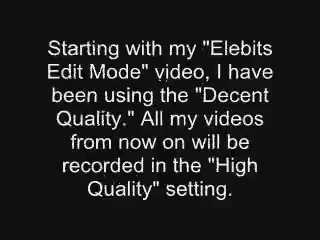 Starting with my "Elebits
Edit Mode" video, I have
been using the "Decent
Quality." All my videos
from now on will be
recorded in the "High
Quality" setting.